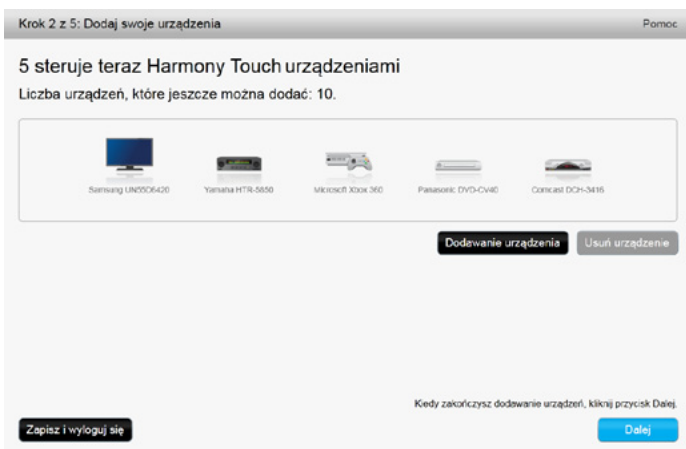 Krok 2 z 5: Dodaj swoje urządzenia
Pomoc
5 steruje teraz Harmony Touch urządzeniami
Liczba urządzeń, które jeszcze można dodać: 10.
Samsung UN55D6420
Yamaha HTR-5650
Microsoft Xbox 360
Panasonic DVD-CV40
Comcast DCH-3416
Dodawanie urządzenia
Usuń urządzenie
Kiedy zakończysz dodawanie urządzeń, kliknij przycisk Dalej.
Zapisz i wyloguj się
Dalej